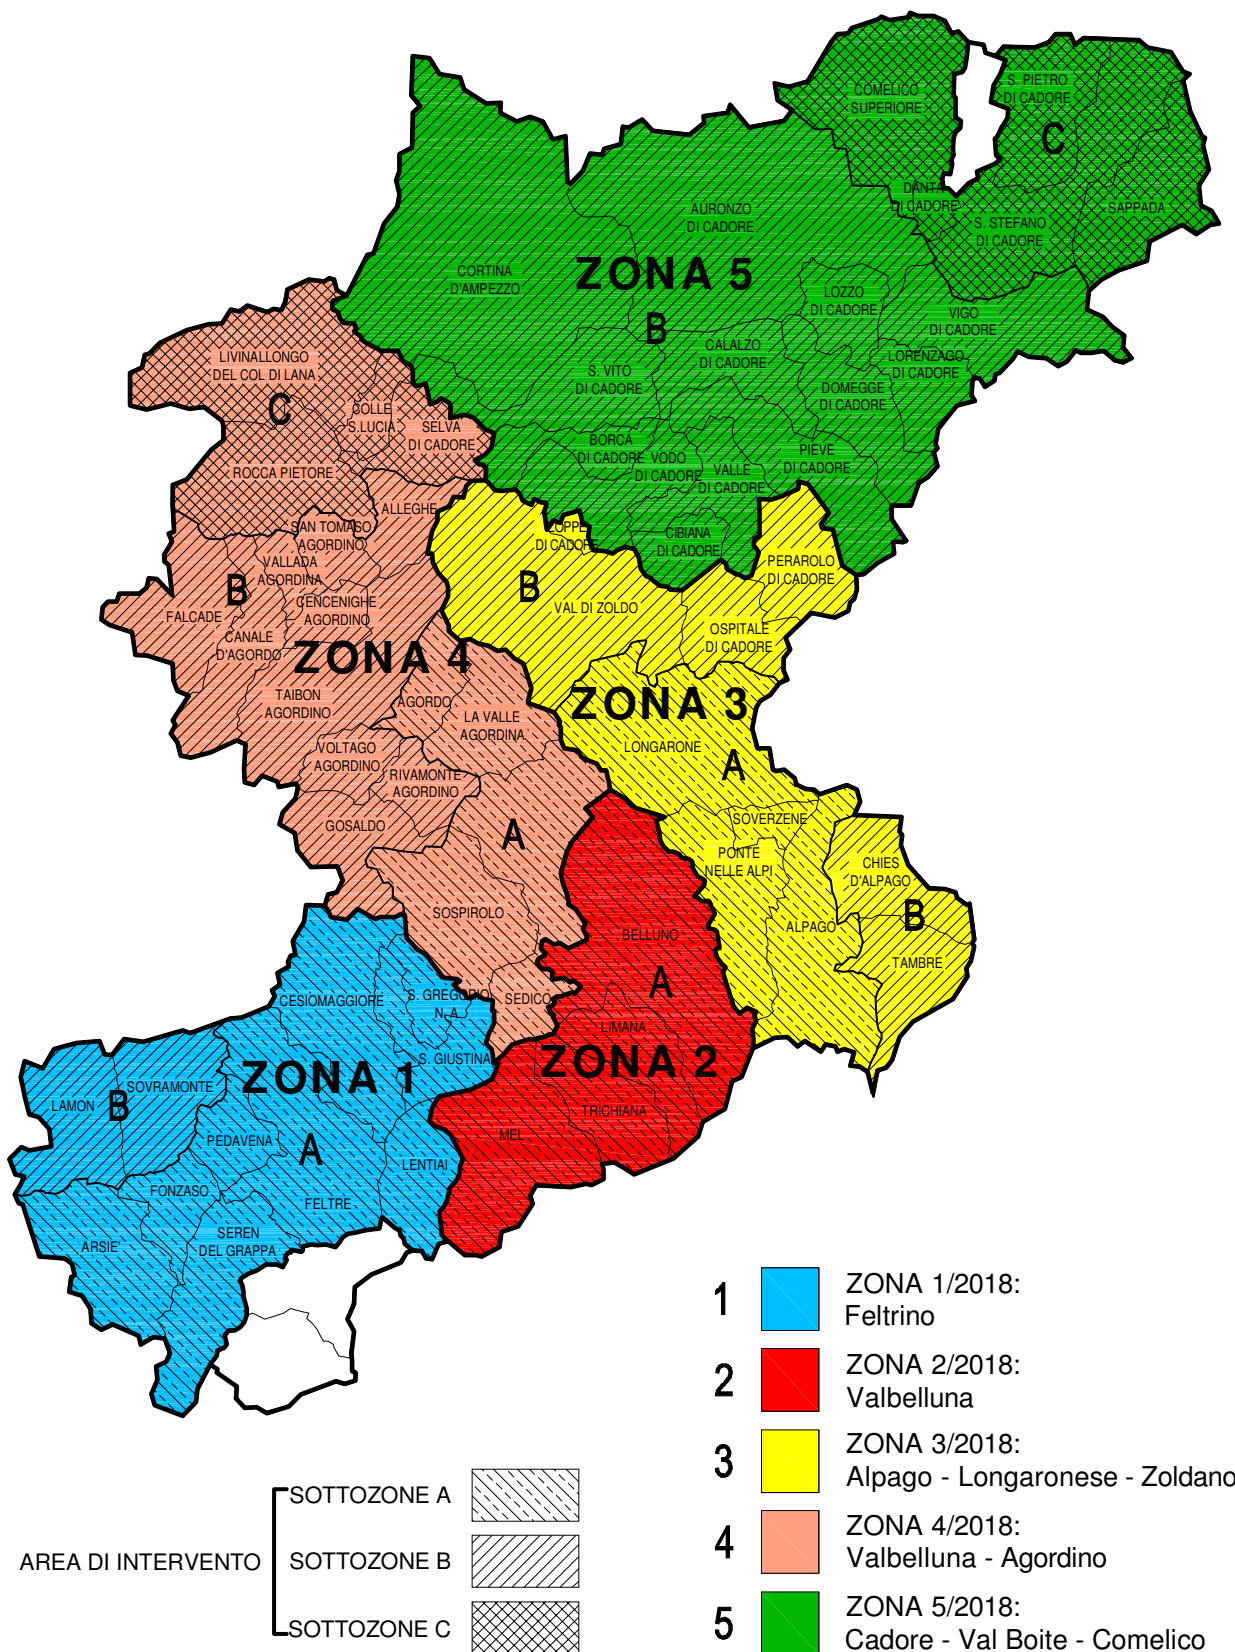 COMELICO
SUPERIORE
S. PIETRO
DI CADORE
C
DANTA
DI CADORE
SAPPADA
S. STEFANO
DI CADORE
AURONZO
DI CADORE
CORTINA
D'AMPEZZO
ZONA 5
B
LOZZO
DI CADORE
VIGO
DI CADORE
CALALZO
DI CADORE
LORENZAGO
DI CADORE
S. VITO
DI CADORE
DOMEGGE
DI CADORE
BORCA
DI CADORE
VODO
DI CADORE
VALLE
DI CADORE
PIEVE
DI CADORE
CIBIANA
DI CADORE
LIVINALLONGO
DEL COL DI LANA
C
COLLE
S.LUCIA
SELVA
DI CADORE
ROCCA PIETORE
ALLEGHE
SAN TOMASO
AGORDINO
VALLADA
AGORDINA
B
CENCENIGHE
AGORDINO
FALCADE
CANALE
D'AGORDO
ZONA 4
TAIBON
AGORDINO
AGORDO
LA VALLE
AGORDINA
VOLTAGO
AGORDINO
RIVAMONTE
AGORDINO
GOSALDO
A
SOSPIROLO
SEDICO
ZOPPE'
DI CADORE
B
VAL DI ZOLDO
PERAROLO
DI CADORE
OSPITALE
DI CADORE
ZONA 3
LONGARONE
A
SOVERZENE
PONTE
NELLE ALPI
CHIES
D'ALPAGO
B
ALPAGO
TAMBRE
BELLUNO
A
LIMANA
ZONA 2
TRICHIANA
MEL
CESIOMAGGIORE
S. GREGORIO
N. A.
S. GIUSTINA
ZONA 1
SOVRAMONTE
LAMON
B
PEDAVENA
A
LENTIAI
FONZASO
FELTRE
SEREN
DEL GRAPPA
ARSIE'
1
ZONA 1/2018:
Feltrino
2
ZONA 2/2018:
Valbelluna
3
ZONA 3/2018:
Alpago - Longaronese - Zoldano
4
ZONA 4/2018:
Valbelluna - Agordino
5
ZONA 5/2018:
Cadore - Val Boite - Comelico
AREA DI INTERVENTO
SOTTOZONE A
SOTTOZONE B
SOTTOZONE C